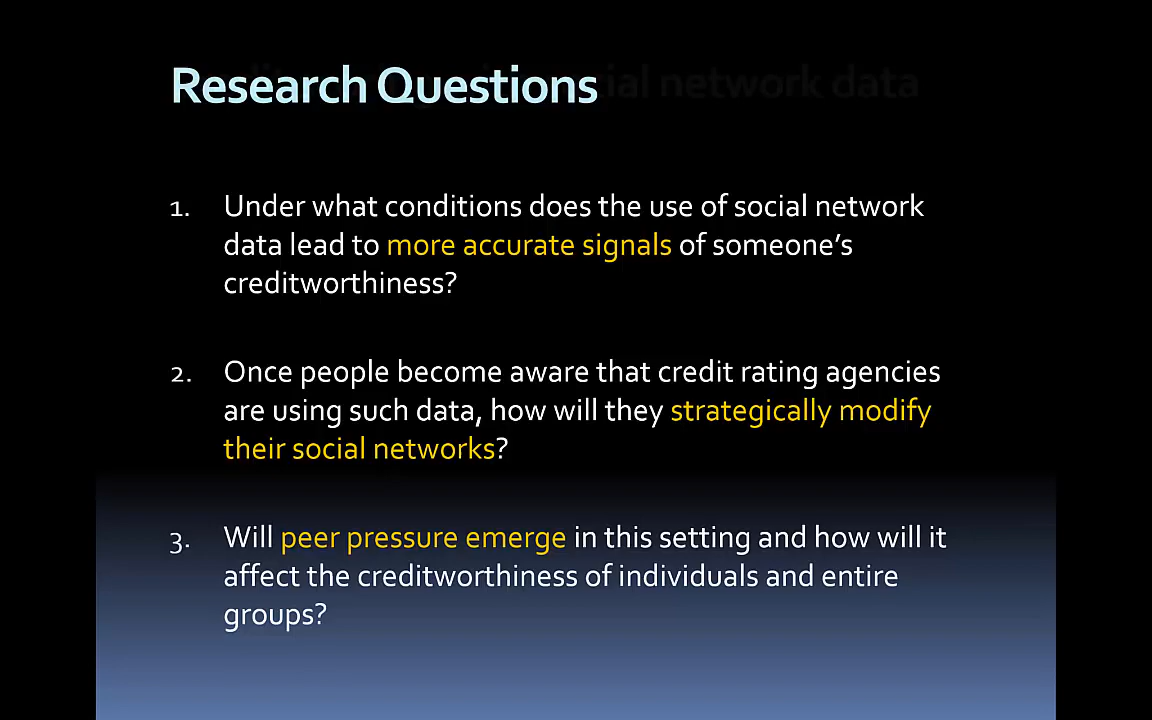 Research Questions
social network data
1. Under what conditions does the use of social network
data lead to more accurate signals of someone’s
creditworthiness?
2. Once people become aware that credit rating agencies
are using such data, how will they strategically modify
their social networks?
3. Will peer pressure emerge in this setting and how will it
affect the creditworthiness of individuals and entire
groups?